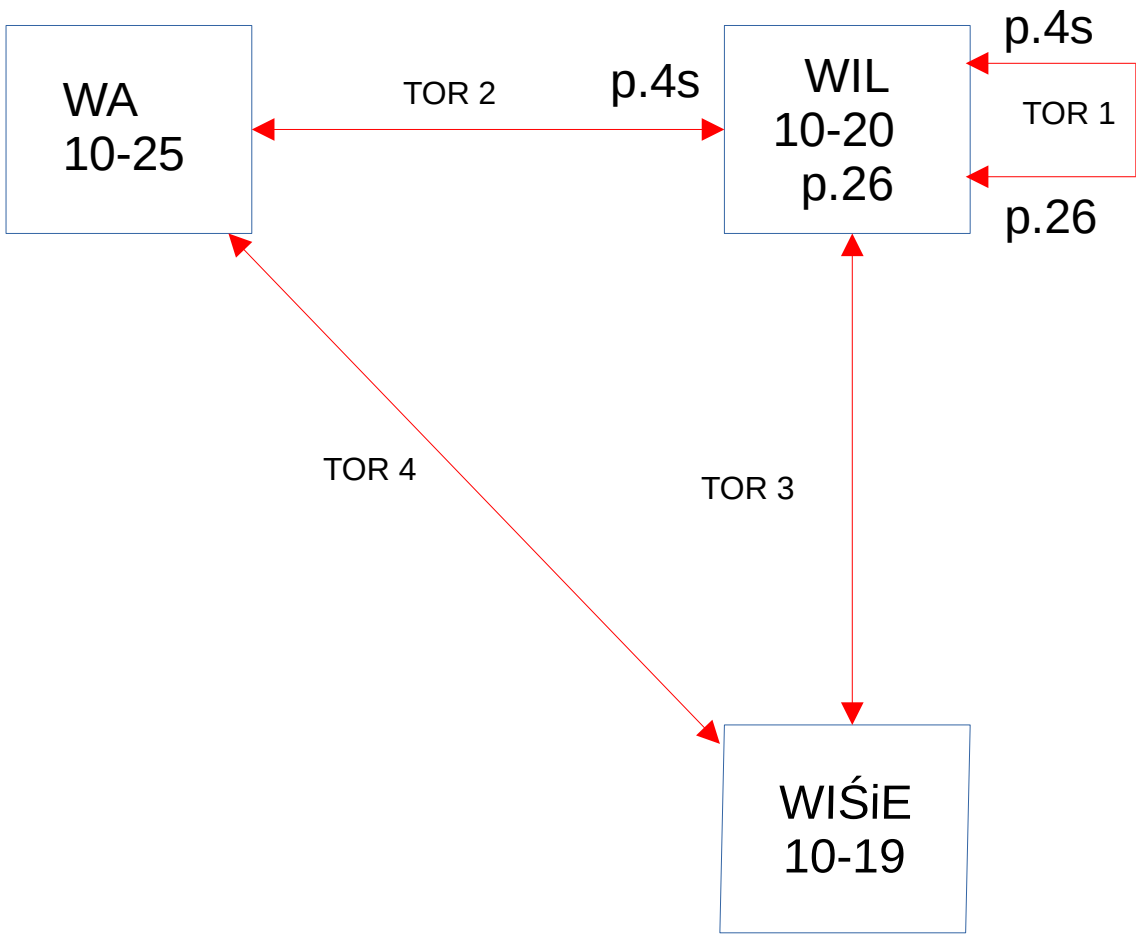 WA
10-25
TOR 2
p.4s
WIL
10-20
p.26
p.4s
TOR 1
p.26
TOR 4
TOR 3
WIŚiE
10-19